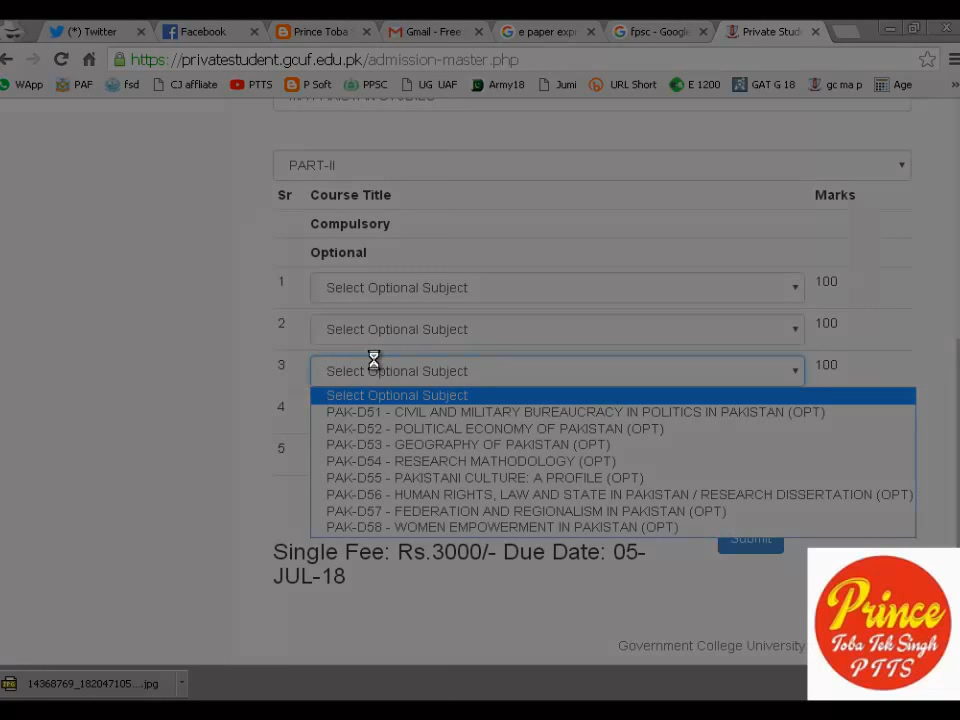 (*) Twitter
Facebook
Prince Toba
Gmail - Free
e paper expr
fpsc - Google
Private Stud
https://privatestudent.gcuf.edu.pk/admission-master.php
WApp
PAF
fsd
CJ affliate
PTTS
P Soft
PPSC
UG UAF
Army18
Jumi
URL Short
E 1200
GAT G 18
gc ma p
Age
»
PART-II
Sr Course Title Marks
Compulsory
Optional
1 Select Optional Subject 100
2 Select Optional Subject 100
3 Select Optional Subject 100
Select Optional Subject
4 PAK-D51 - CIVIL AND MILITARY BUREAUCRACY IN POLITICS IN PAKISTAN (OPT)
PAK-D52 - POLITICAL ECONOMY OF PAKISTAN (OPT)
5 PAK-D53 - GEOGRAPHY OF PAKISTAN (OPT)
PAK-D54 - RESEARCH MATHODOLOGY (OPT)
PAK-D55 - PAKISTANI CULTURE: A PROFILE (OPT)
PAK-D56 - HUMAN RIGHTS, LAW AND STATE IN PAKISTAN / RESEARCH DISSERTATION (OPT)
PAK-D57 - FEDERATION AND REGIONALISM IN PAKISTAN (OPT)
PAK-D58 - WOMEN EMPOWERMENT IN PAKISTAN (OPT)
Submit
Single Fee: Rs.3000/- Due Date: 05-
JUL-18
Government College University
Prince
Toba Tek Singh
PTTS
14368769_182047105....jpg